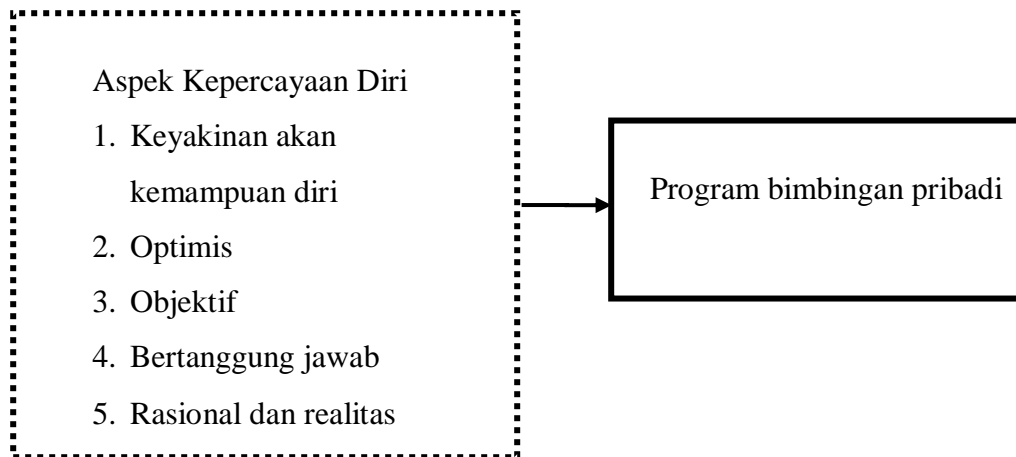 Aspek Kepercayaan Diri
1. Keyakinan akan
kemampuan diri
2. Optimis
3. Objektif
4. Bertanggung jawab
5. Rasional dan realitas
Program bimbingan pribadi